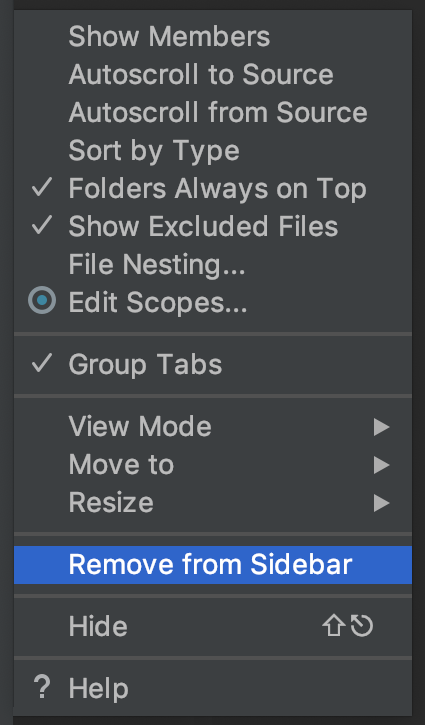 Show Members
Autoscroll to Source
Autoscroll from Source
Sort by Type
✓ Folders Always on Top
✓ Show Excluded Files
File Nesting...
Edit Scopes...
✓ Group Tabs
View Mode ▶
Move to ▶
Resize ▶
Remove from Sidebar
Hide ⇧⎋
? Help